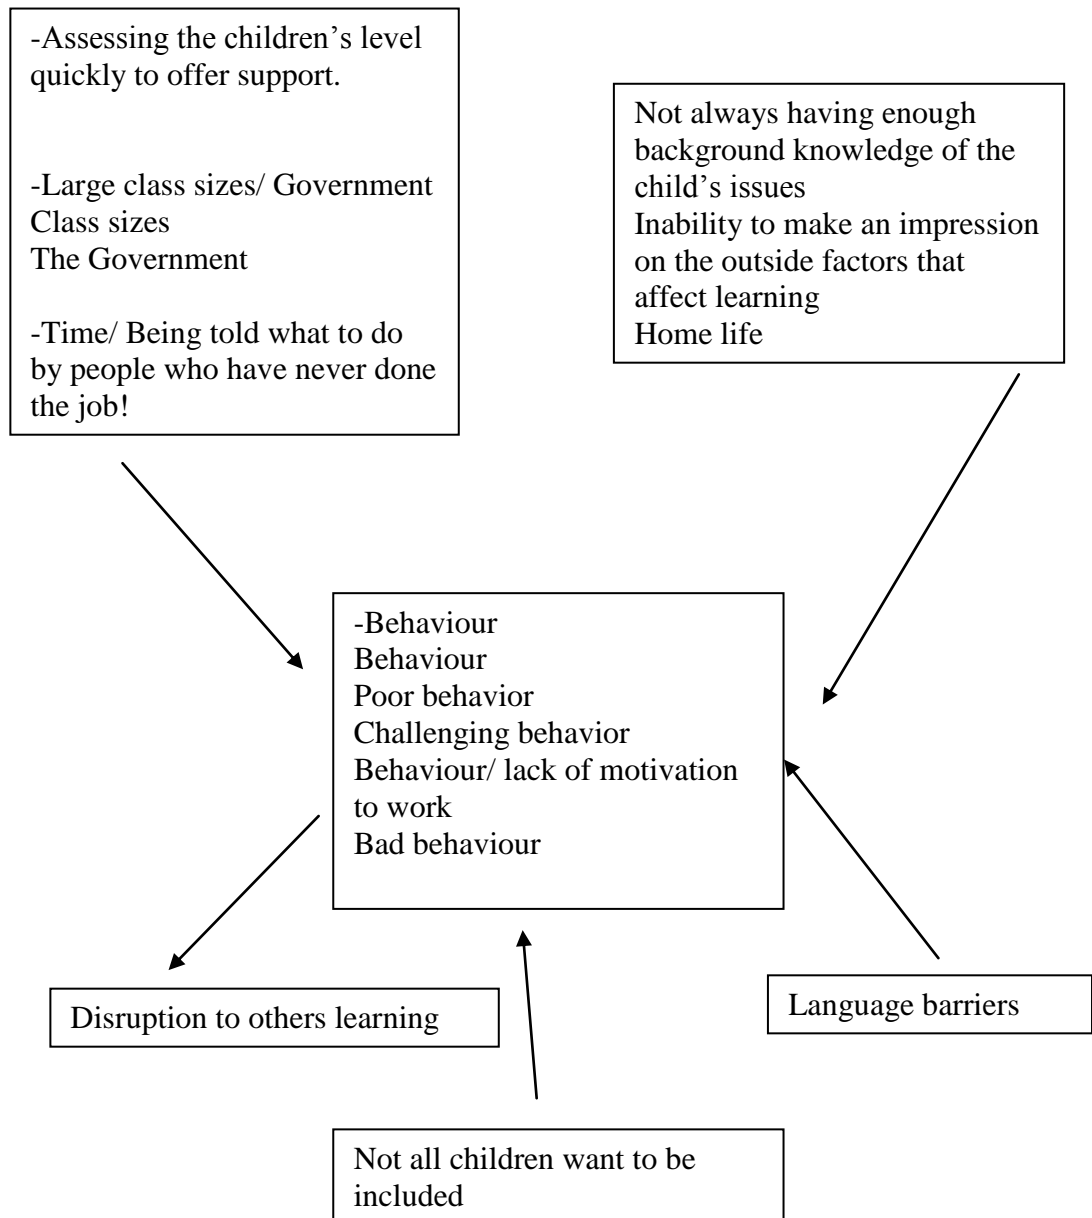 -Assessing the children’s level
quickly to offer support.
-Large class sizes/ Government
Class sizes
The Government
-Time/ Being told what to do
by people who have never done
the job!
Not always having enough
background knowledge of the
child’s issues
Inability to make an impression
on the outside factors that
affect learning
Home life
-Behaviour
Behaviour
Poor behavior
Challenging behavior
Behaviour/ lack of motivation
to work
Bad behaviour
Disruption to others learning
Language barriers
Not all children want to be
included